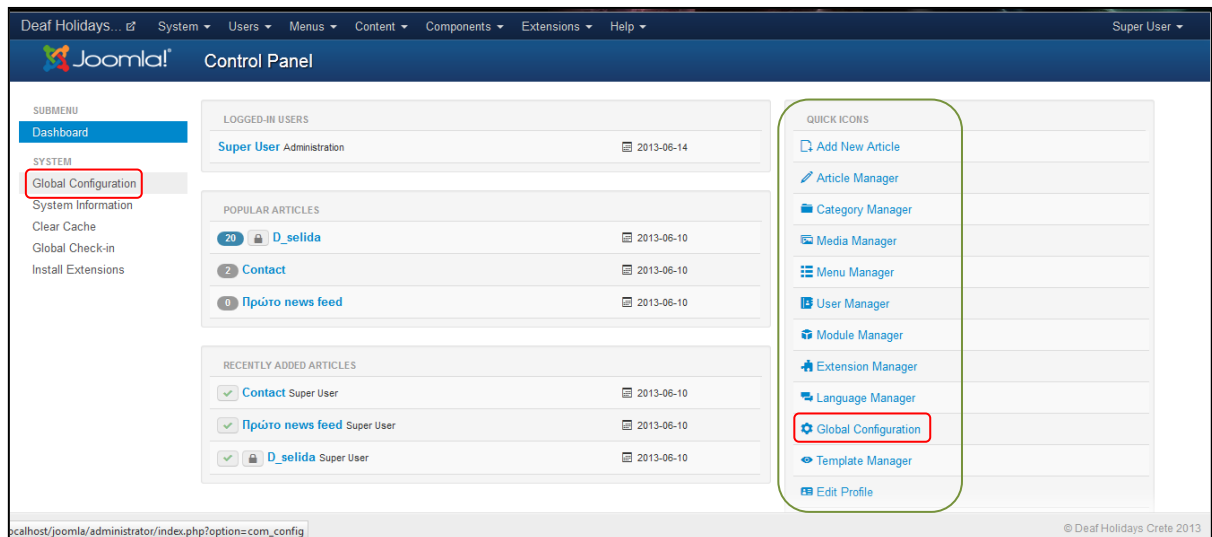 Deaf Holidays... System Users Menus Content Components Extensions Help Super User
Joomla!® Control Panel
SUBMENU
Dashboard
SYSTEM
Global Configuration
System Information
Clear Cache
Global Check-in
Install Extensions
LOGGED-IN USERS
Super User Administration 2013-06-14
POPULAR ARTICLES
20 D_selida 2013-06-10
2 Contact 2013-06-10
0 Πρώτο news feed 2013-06-10
RECENTLY ADDED ARTICLES
Contact Super User 2013-06-10
Πρώτο news feed Super User 2013-06-10
D_selida Super User 2013-06-10
QUICK ICONS
Add New Article
Article Manager
Category Manager
Media Manager
Menu Manager
User Manager
Module Manager
Extension Manager
Language Manager
Global Configuration
Template Manager
Edit Profile
ocalhost/joomla/administrator/index.php?option=com_config
© Deaf Holidays Crete 2013